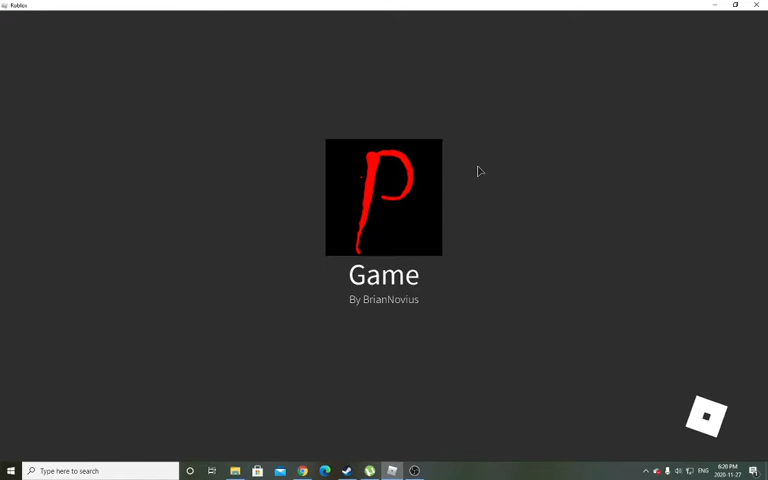 Roblox
P
Game
By BrianNovius
Type here to search
ENG
6:20 PM
2020-11-27